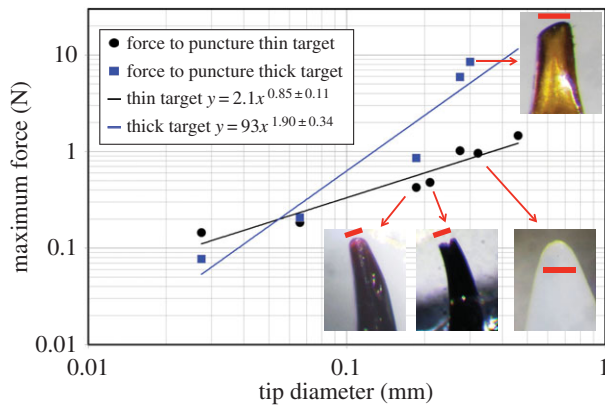 10
1
0.1
0.01
maximum force (N)
force to puncture thin target
force to puncture thick target
thin target y = 2.1x^0.85 ± 0.11
thick target y = 93x^1.90 ± 0.34
0.01
0.1
1
tip diameter (mm)